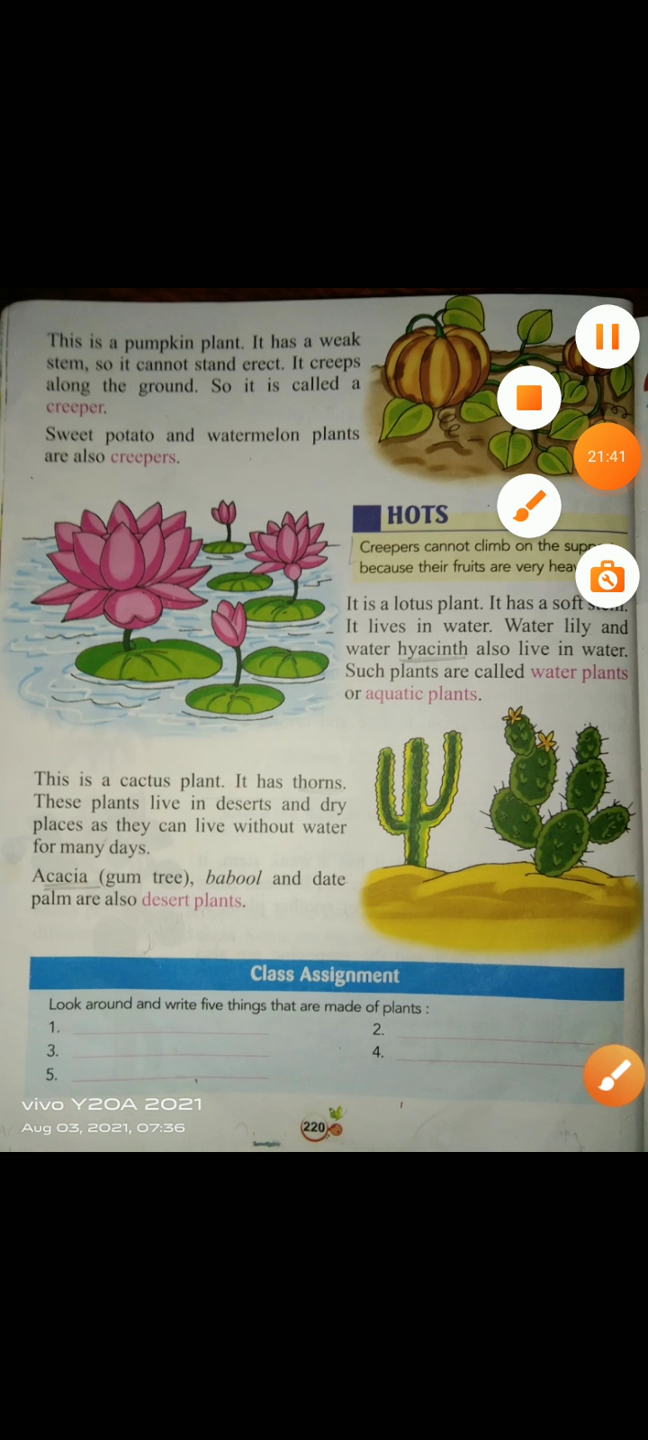 This is a pumpkin plant. It has a weak
stem, so it cannot stand erect. It creeps
along the ground. So it is called a
creeper.
Sweet potato and watermelon plants
are also creepers.
21:41
HOTS
Creepers cannot climb on the
because their fruits are very
It is a lotus plant. It has a soft
It lives in water. Water lily and
water hyacinth also live in water.
Such plants are called water plants
or aquatic plants.
This is a cactus plant. It has thorns.
These plants live in deserts and dry
places as they can live without water
for many days.
Acacia (gum tree), babool and date
palm are also desert plants.
Class Assignment
Look around and write five things that are made of plants :
1.
2.
3.
4.
5.
vivo Y20A 2021
Aug 03, 2021, 07:36
220